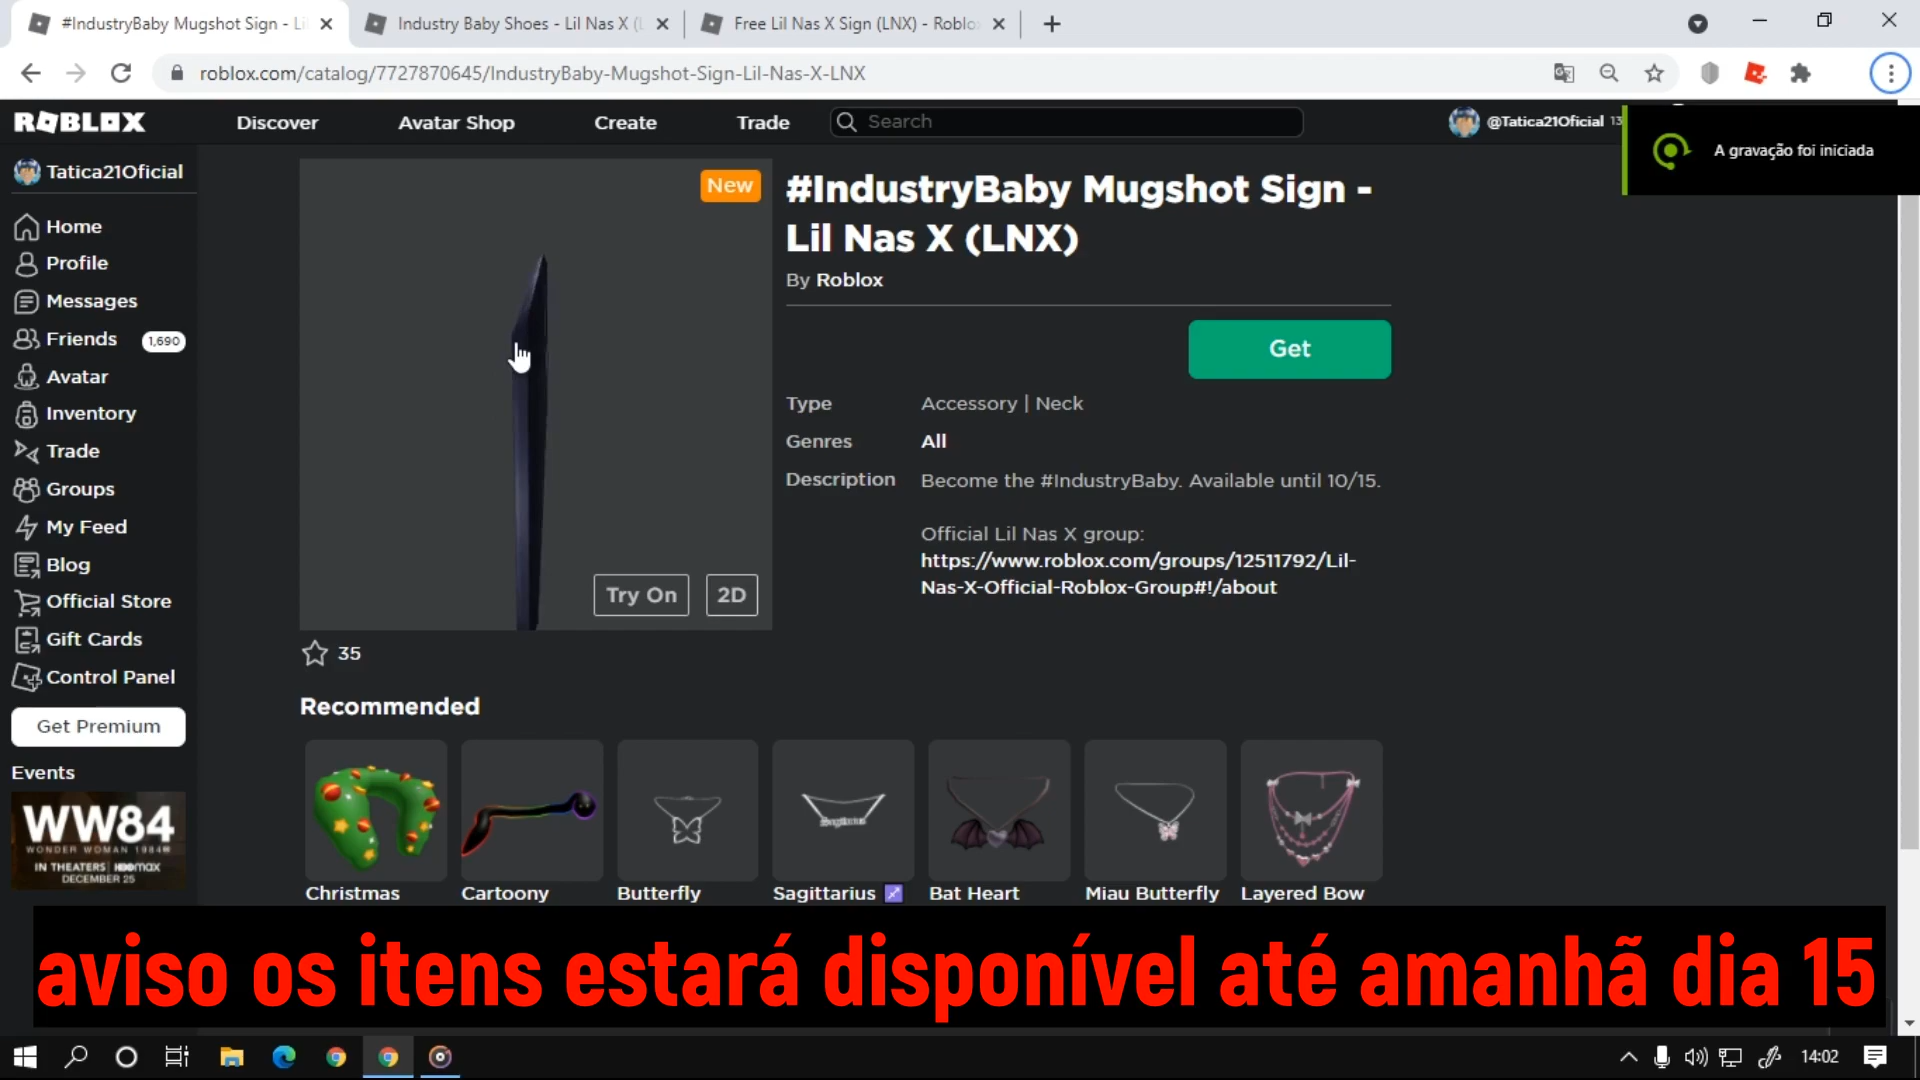 #IndustryBaby Mugshot Sign - Li
Industry Baby Shoes - Lil Nas X (L
Free Lil Nas X Sign (LNX) - Roblo
roblox.com/catalog/7727870645/IndustryBaby-Mugshot-Sign-Lil-Nas-X-LNX
ROBLOX
Discover
Avatar Shop
Create
Trade
Search
@Tatica21Oficial 13
A gravação foi iniciada
Tatica21Oficial
Home
Profile
Messages
Friends 1,690
Avatar
Inventory
Trade
Groups
My Feed
Blog
Official Store
Gift Cards
Control Panel
Get Premium
Events
WW84
WONDER WOMAN 1984
IN THEATERS HBOmax
DECEMBER 25
New
Try On
2D
35
#IndustryBaby Mugshot Sign -
Lil Nas X (LNX)
By Roblox
Get
Type Accessory | Neck
Genres All
Description Become the #IndustryBaby. Available until 10/15.
Official Lil Nas X group:
https://www.roblox.com/groups/12511792/Lil-
Nas-X-Official-Roblox-Group#!/about
Recommended
Sagittarius
Christmas
Cartoony
Butterfly
Sagittarius
Bat Heart
Miau Butterfly
Layered Bow
aviso os itens estará disponível até amanhã dia 15
14:02